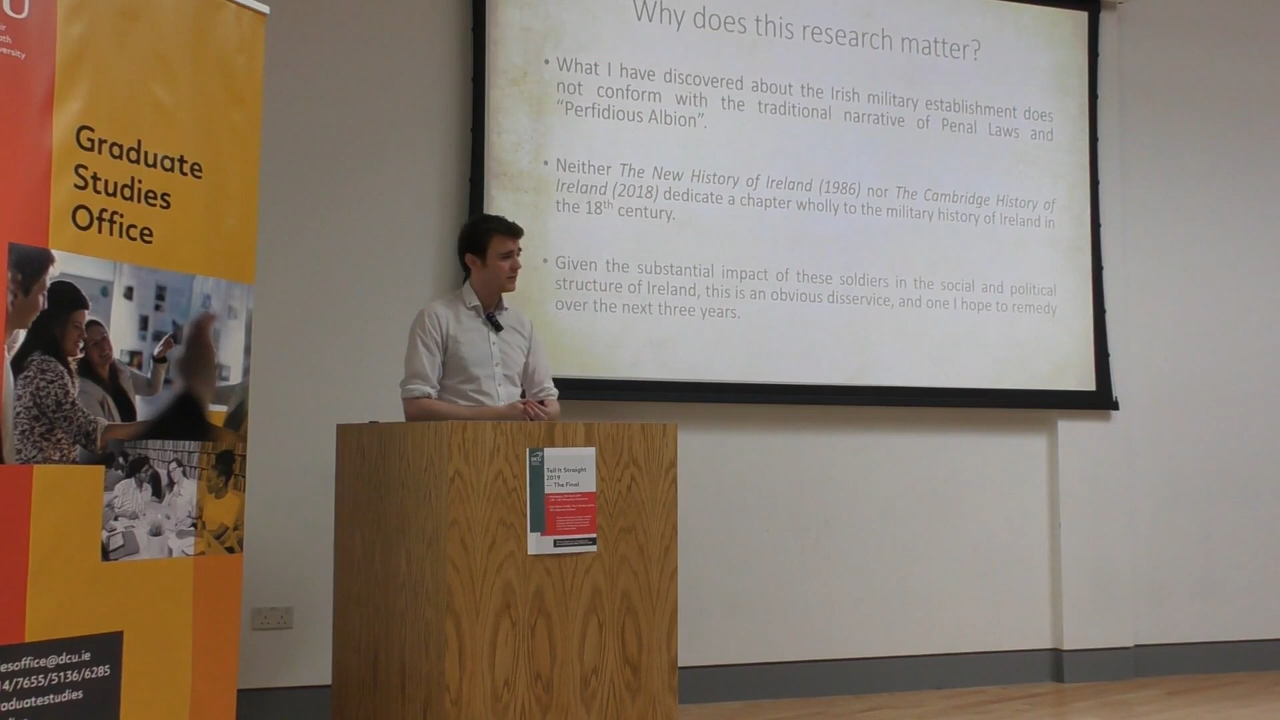 Graduate
Studies
Office
esoffice@dcu.ie
14/7655/5136/6285
graduatestudies
Why does this research matter?
• What I have discovered about the Irish military establishment does
not conform with the traditional narrative of Penal Laws and
“Perfidious Albion”.
• Neither The New History of Ireland (1986) nor The Cambridge History of
Ireland (2018) dedicate a chapter wholly to the military history of Ireland in
the 18th century.
• Given the substantial impact of these soldiers in the social and political
structure of Ireland, this is an obvious disservice, and one I hope to remedy
over the next three years.
Tell It Straight
2019
— The Final